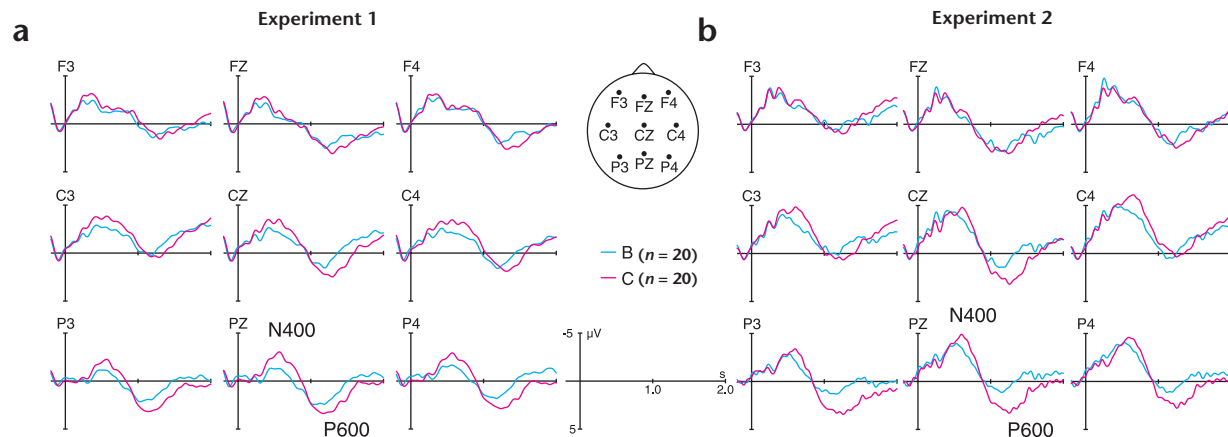 a
Experiment 1
F3
FZ
F4
C3
CZ
C4
P3
PZ
P4
N400
P600
F3 FZ F4
C3 CZ C4
P3 PZ P4
B (n = 20)
C (n = 20)
-5 µV
s
1.0 2.0
5
b
Experiment 2
F3
FZ
F4
C3
CZ
C4
P3
PZ
P4
N400
P600